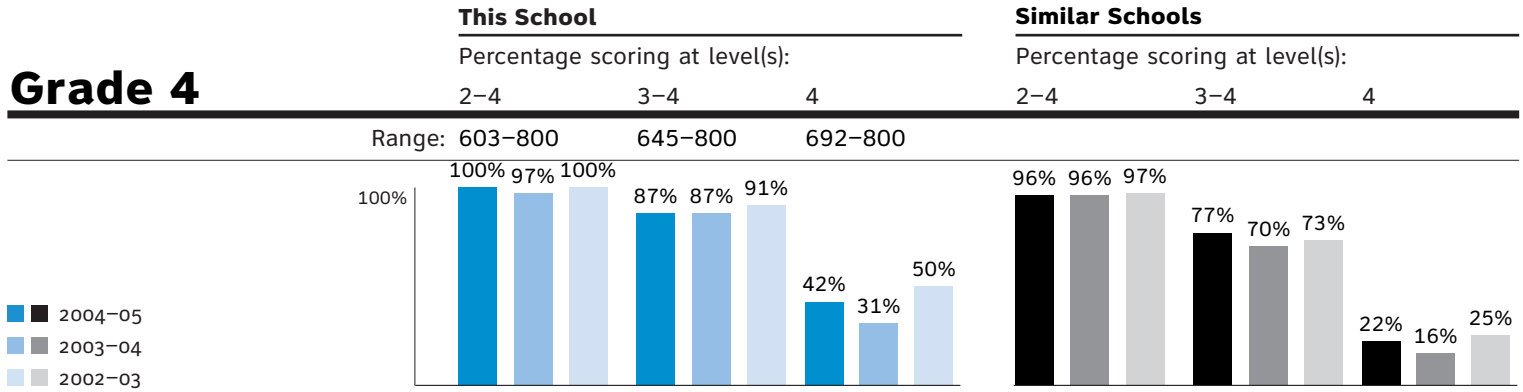 This School Similar Schools
Percentage scoring at level(s): Percentage scoring at level(s):
Grade 4 2–4 3–4 4 2–4 3–4 4
Range: 603–800 645–800 692–800
100% 97% 100% 87% 87% 91% 42% 31% 50% 96% 96% 97% 77% 70% 73% 22% 16% 25%
100%
2004–05
2003–04
2002–03